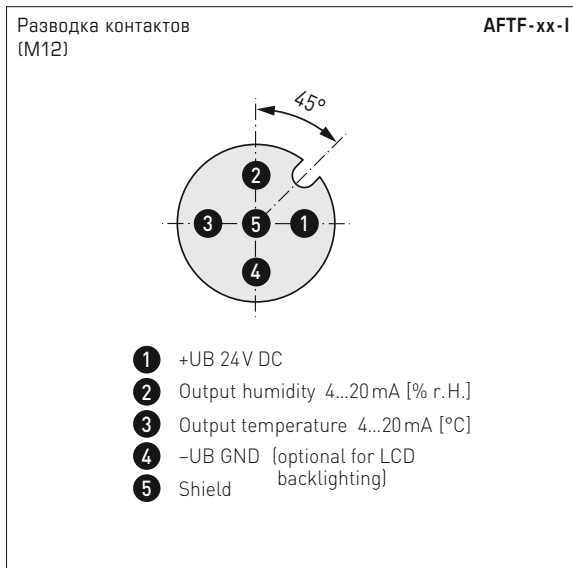 Разводка контактов
(M12)
AFTF-xx-I
45°
2
3
5
1
4
1 +UB 24 V DC
2 Output humidity 4...20 mA [% r.H.]
3 Output temperature 4...20 mA [°C]
4 –UB GND (optional for LCD
backlighting)
5 Shield